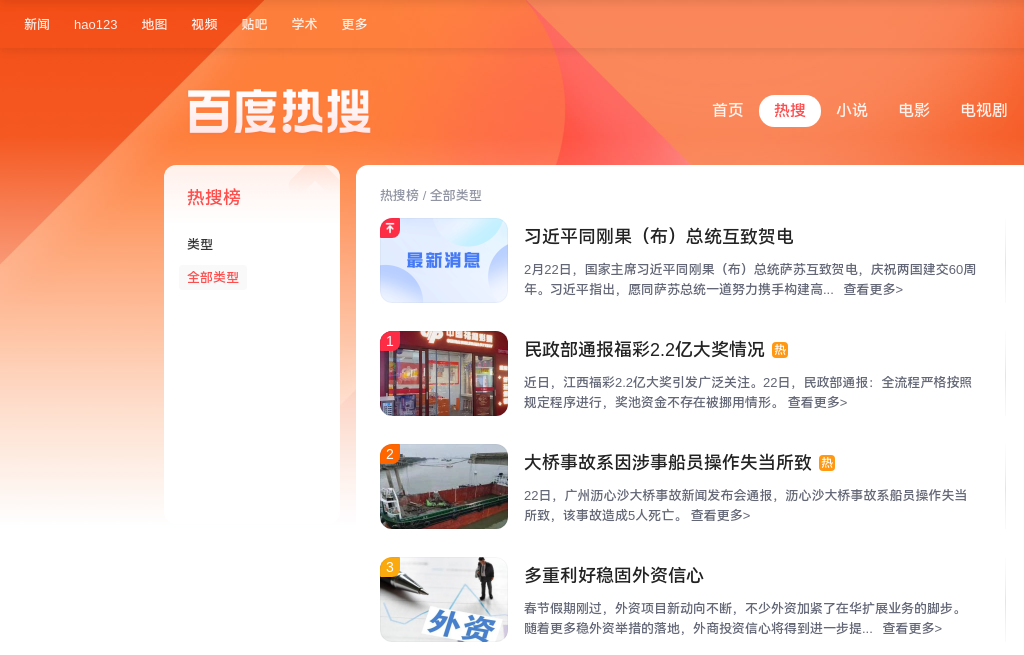 新闻 hao123 地图 视频 贴吧 学术 更多
百度热搜
首页 热搜 小说 电影 电视剧
热搜榜
类型
全部类型
热搜榜 / 全部类型
最新消息
习近平同刚果（布）总统互致贺电
2月22日，国家主席习近平同刚果（布）总统萨苏互致贺电，庆祝两国建交60周
年。习近平指出，愿同萨苏总统一道努力携手构建高... 查看更多>
1
民政部通报福彩2.2亿大奖情况 热
近日，江西福彩2.2亿大奖引发广泛关注。22日，民政部通报：全流程严格按照
规定程序进行，奖池资金不存在被挪用情形。 查看更多>
2
大桥事故系因涉事船员操作失当所致 热
22日，广州沥心沙大桥事故新闻发布会通报，沥心沙大桥事故系船员操作失当
所致，该事故造成5人死亡。 查看更多>
3
外资
多重利好稳固外资信心
春节假期刚过，外资项目新动向不断，不少外资加紧了在华扩展业务的脚步。
随着更多稳外资举措的落地，外商投资信心将得到进一步提... 查看更多>